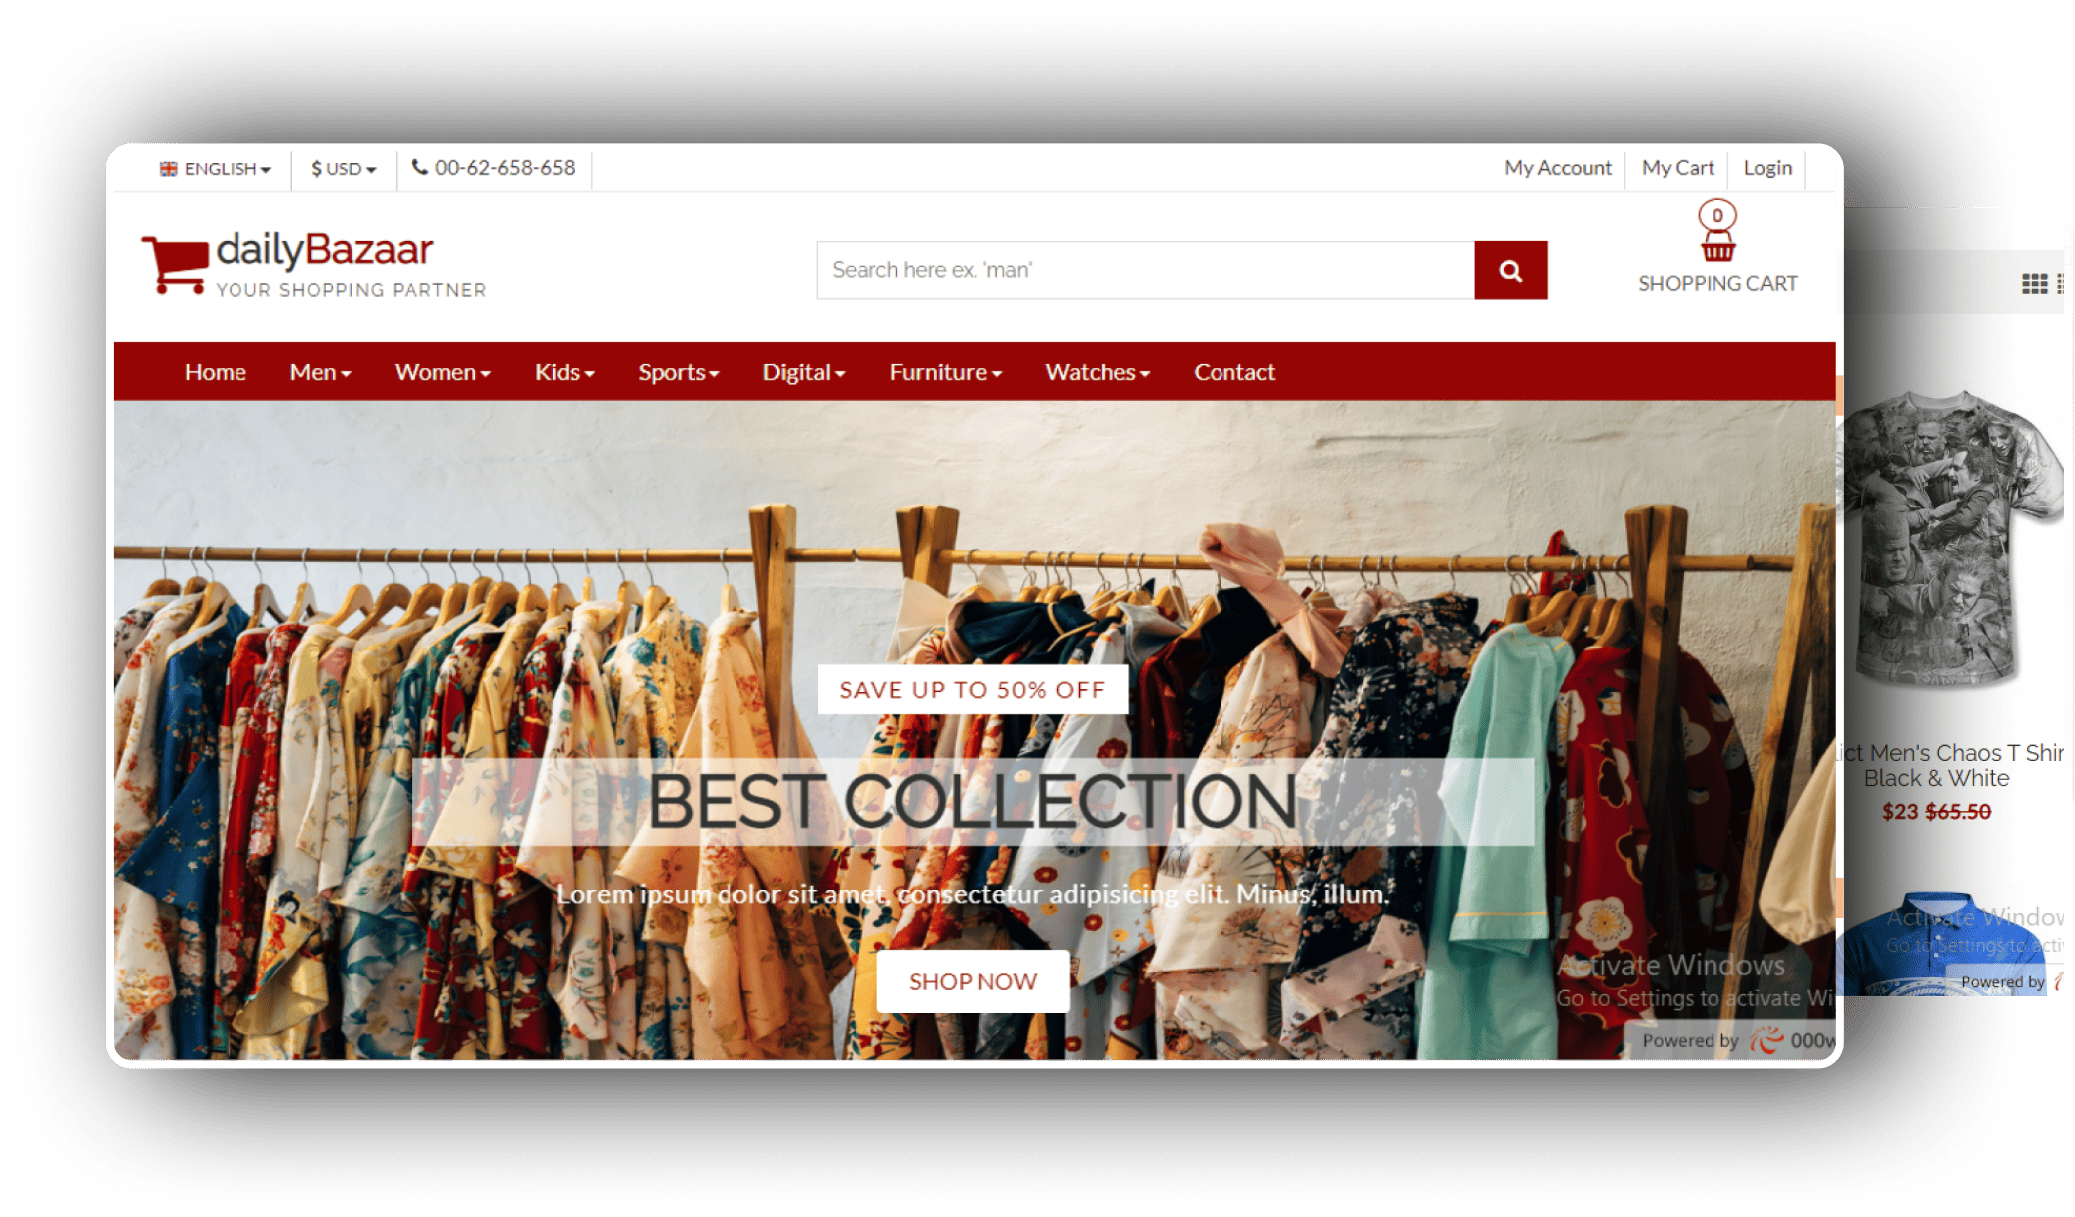 ENGLISH
$ USD
00-62-658-658
My Account
My Cart
Login
dailyBazaar
YOUR SHOPPING PARTNER
Search here ex. 'man'
0
SHOPPING CART
Home
Men
Women
Kids
Sports
Digital
Furniture
Watches
Contact
SAVE UP TO 50% OFF
BEST COLLECTION
Lorem ipsum dolor sit amet, consectetur adipisicing elit. Minus, illum.
SHOP NOW
Activate Windows
Go to Settings to activate Wi
Powered by 000w
ict Men's Chaos T Shir
Black & White
$23 $65.50
Activate Window
Go to Settings to acti
Powered by